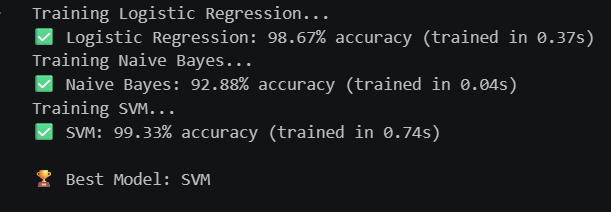 Training Logistic Regression...
✅ Logistic Regression: 98.67% accuracy (trained in 0.37s)
Training Naive Bayes...
✅ Naive Bayes: 92.88% accuracy (trained in 0.04s)
Training SVM...
✅ SVM: 99.33% accuracy (trained in 0.74s)
🏆 Best Model: SVM